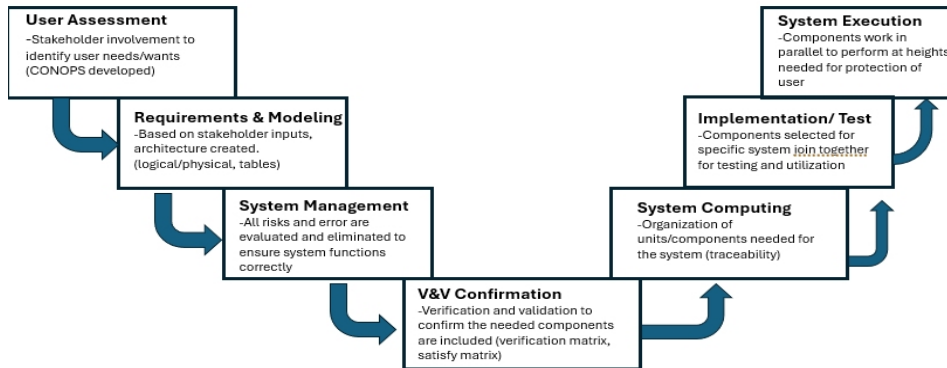 User Assessment
-Stakeholder involvement to
identify user needs/wants
(CONOPS developed)
Requirements & Modeling
-Based on stakeholder inputs,
architecture created.
(logical/physical, tables)
System Management
-All risks and error are
evaluated and eliminated to
ensure system functions
correctly
V&V Confirmation
-Verification and validation to
confirm the needed components
are included (verification matrix,
satisfy matrix)
System Computing
-Organization of
units/components needed for
the system (traceability)
Implementation/ Test
-Components selected for
specific system join together
for testing and utilization
System Execution
-Components work in
parallel to perform at heights
needed for protection of
user